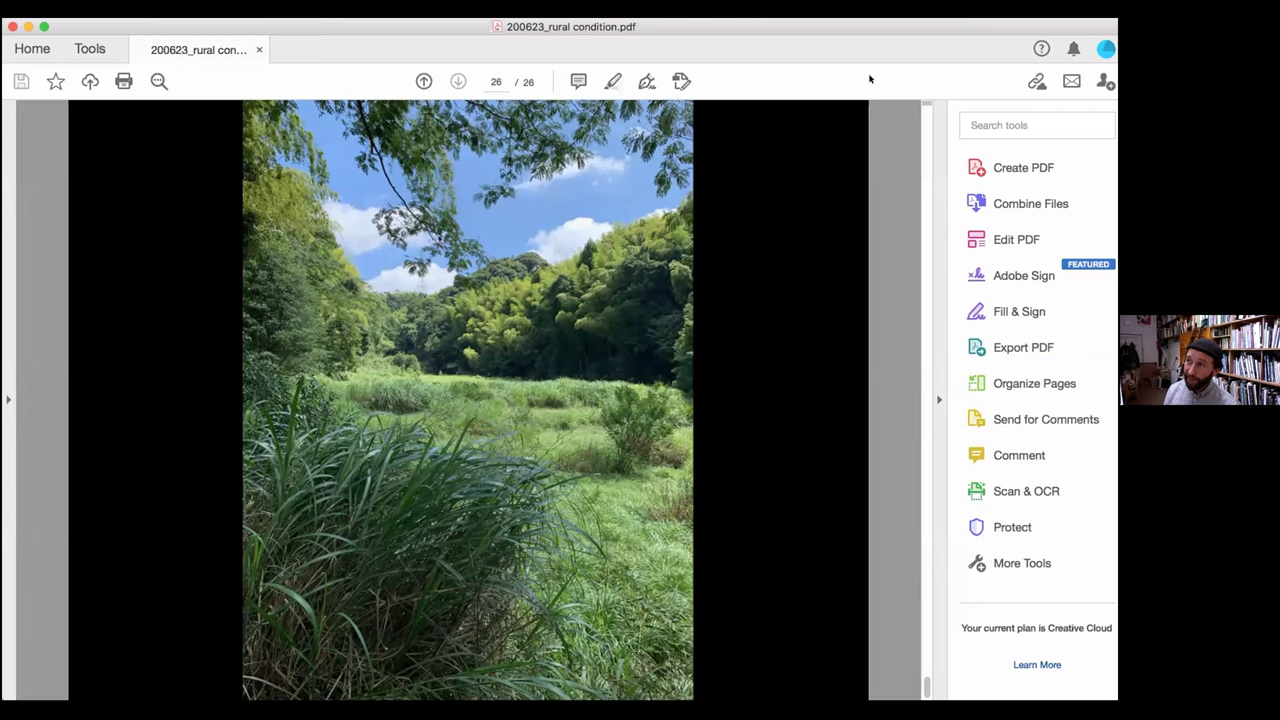 200623_rural condition.pdf
Home Tools 200623_rural con... ×
26 / 26
Search tools
Create PDF
Combine Files
Edit PDF
FEATURED
Adobe Sign
Fill & Sign
Export PDF
Organize Pages
Send for Comments
Comment
Scan & OCR
Protect
More Tools
Your current plan is Creative Cloud
Learn More